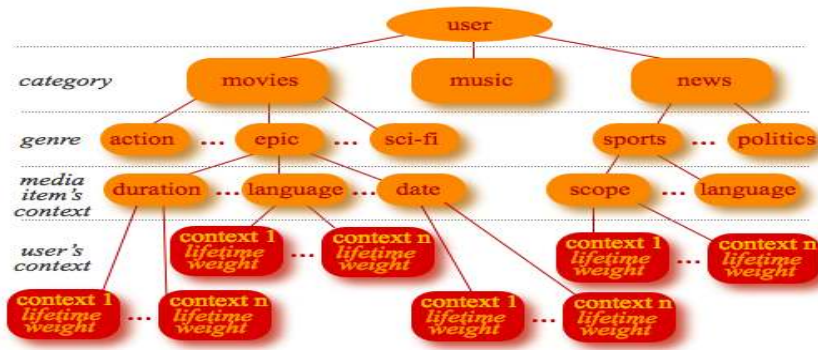 user
category movies music news
genre action ... epic ... sci-fi sports ... politics
media
item's
context
duration ... language ... date scope ... language
user's
context
context 1
lifetime
weight
...
context n
lifetime
weight
context 1
lifetime
weight
...
context n
lifetime
weight
context 1
lifetime
weight
...
context n
lifetime
weight
context 1
lifetime
weight
...
context n
lifetime
weight